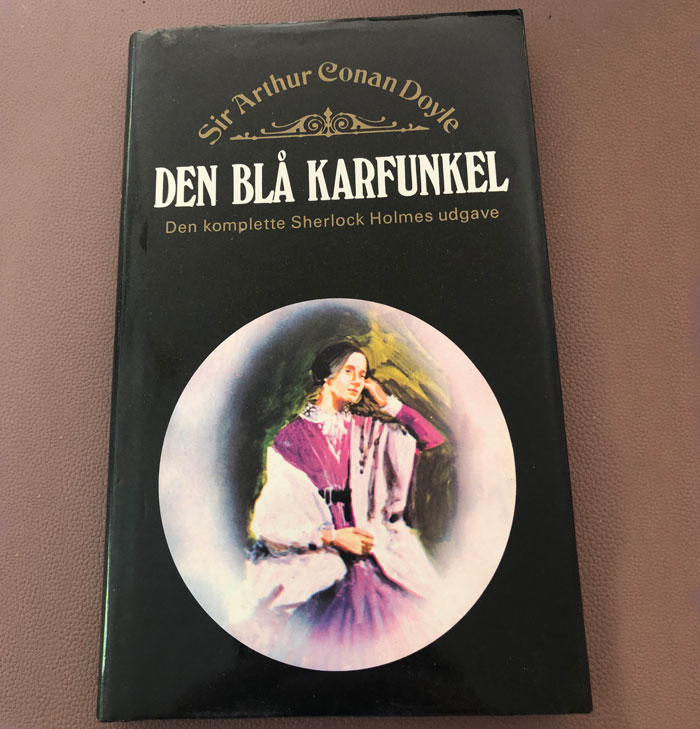 Sir Arthur Conan Doyle
DEN BLÅ KARFUNKEL
Den komplette Sherlock Holmes udgave